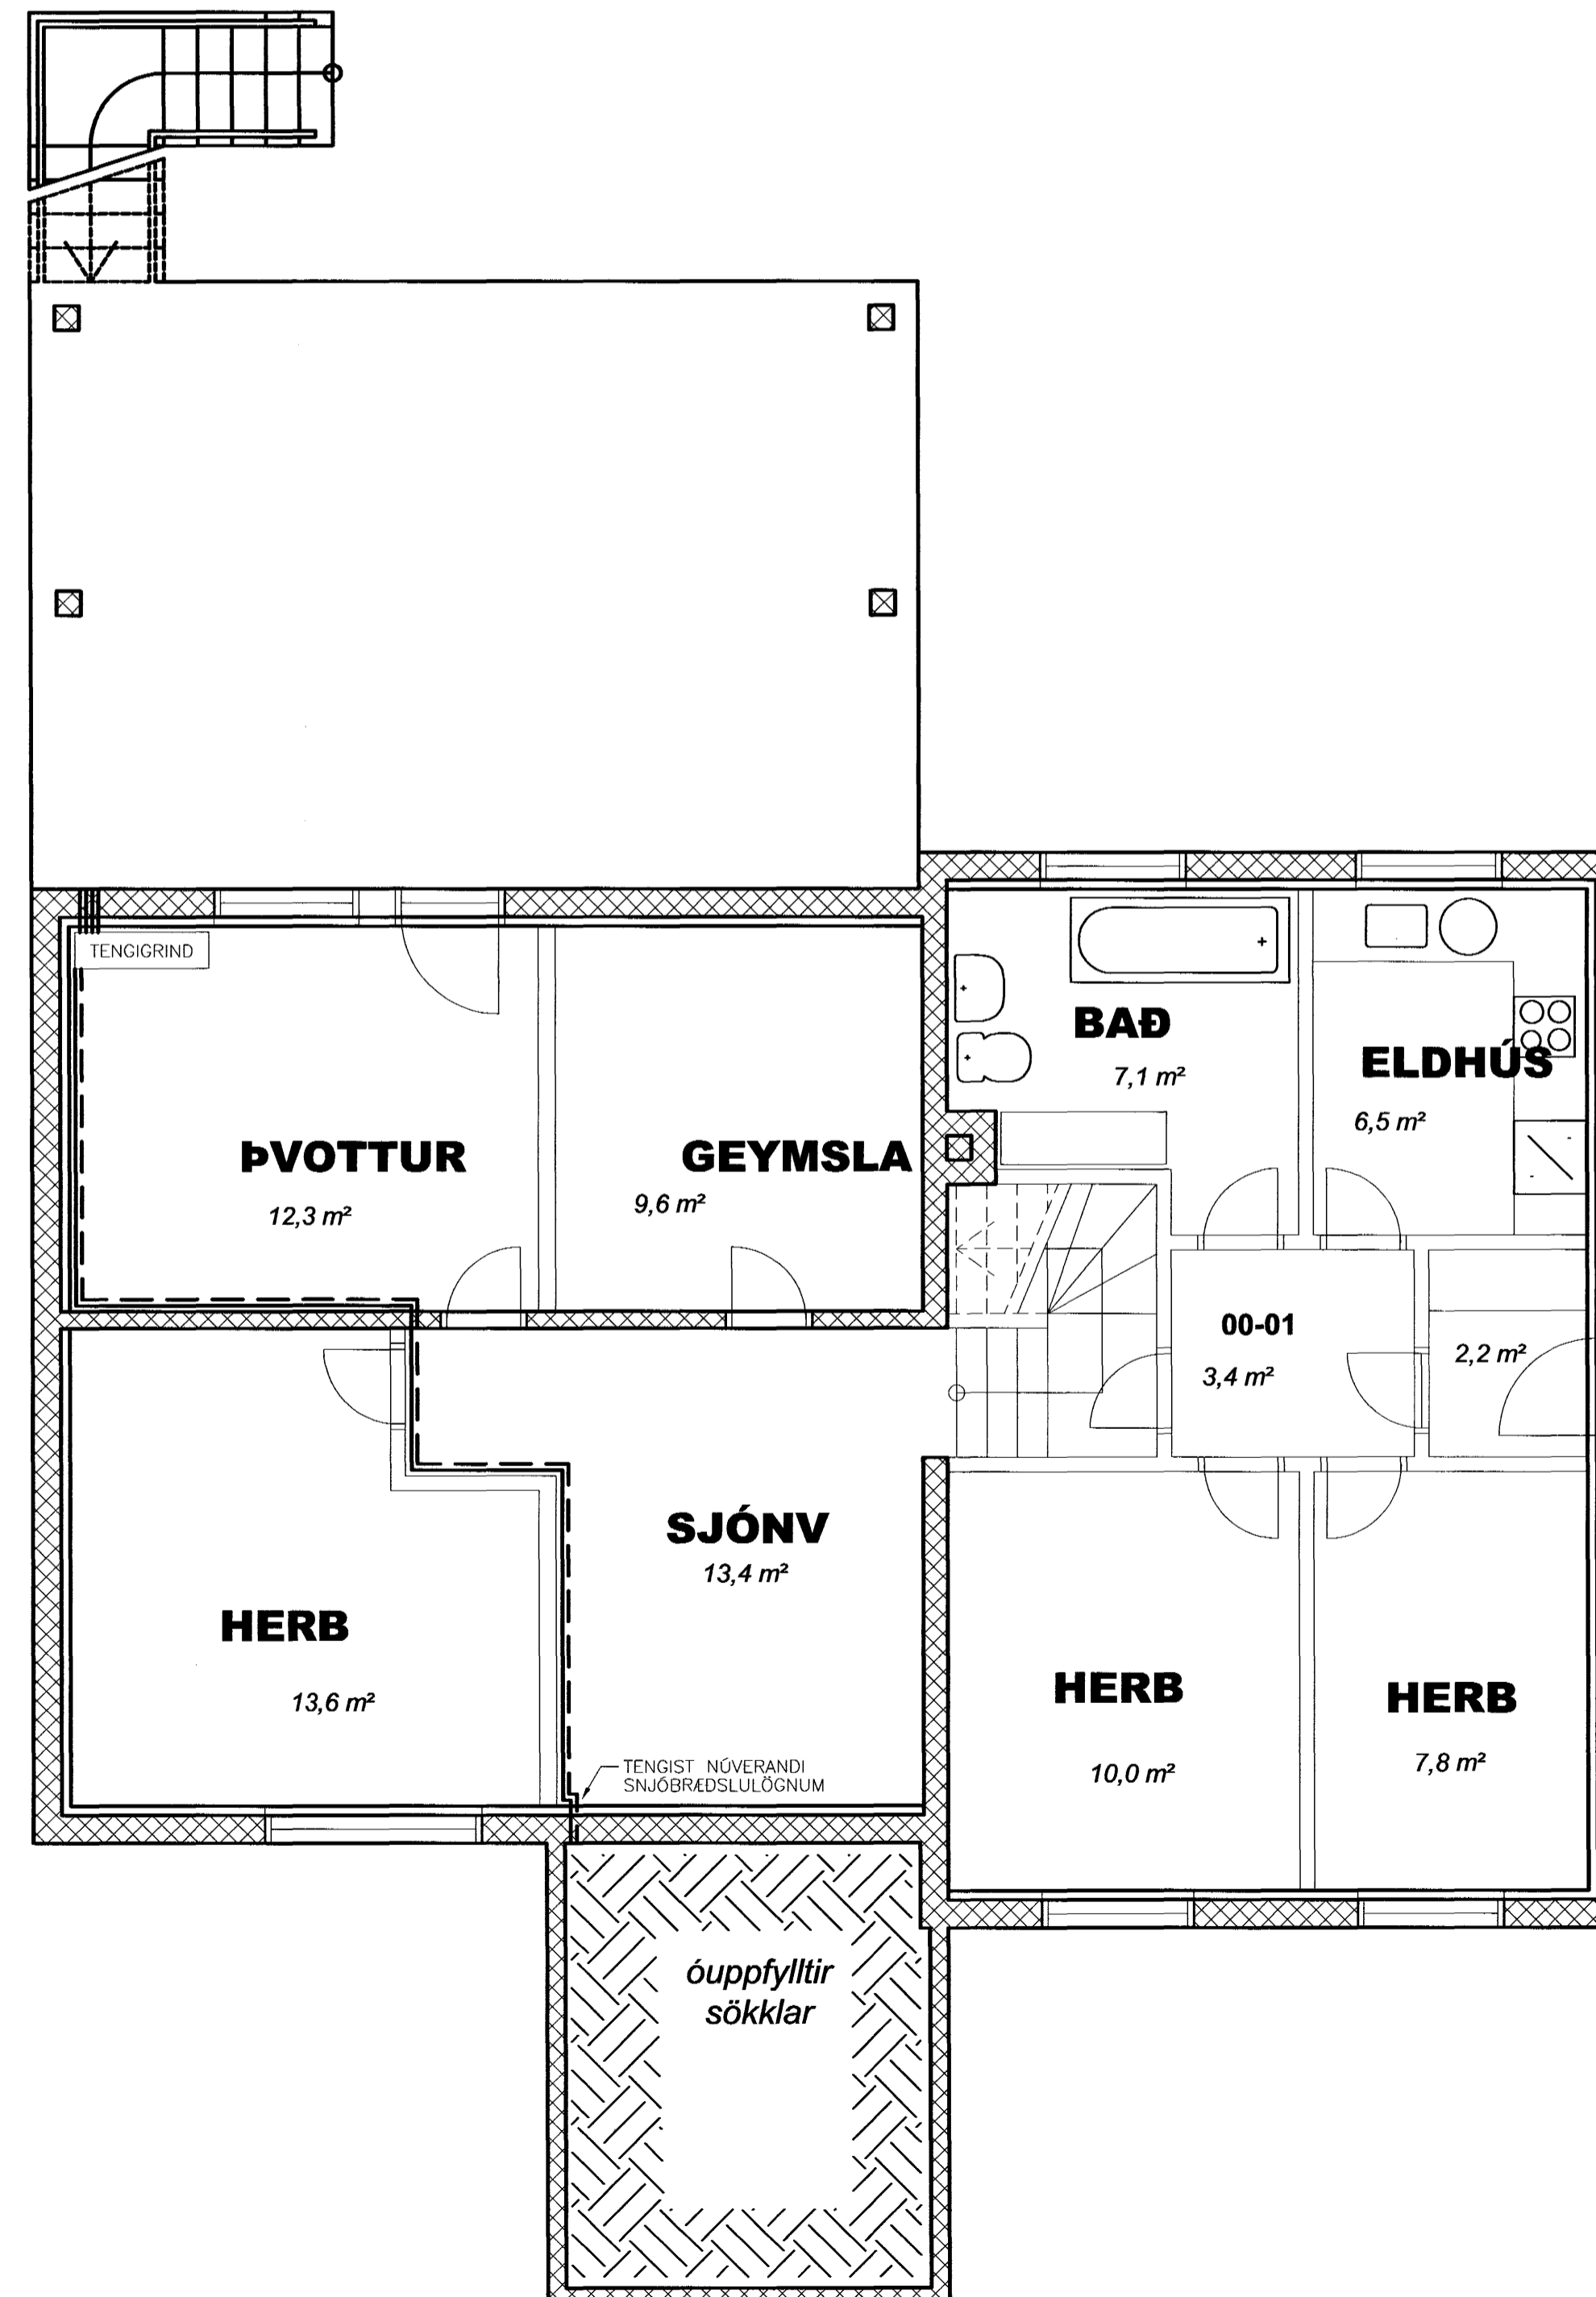 TENGIGRIND
BAÐ
7,1 m²
ELDHÚS
6,5 m²
ÞVOTTUR
12,3 m²
GEYMSLA
9,6 m²
00-01
3,4 m²
2,2 m²
SJÓNV
13,4 m²
HERB
13,6 m²
HERB
10,0 m²
HERB
7,8 m²
TENGIST NÚVERANDI
SNJÓBRÆÐSLULÖGNUM
óuppfylltir
sökklar